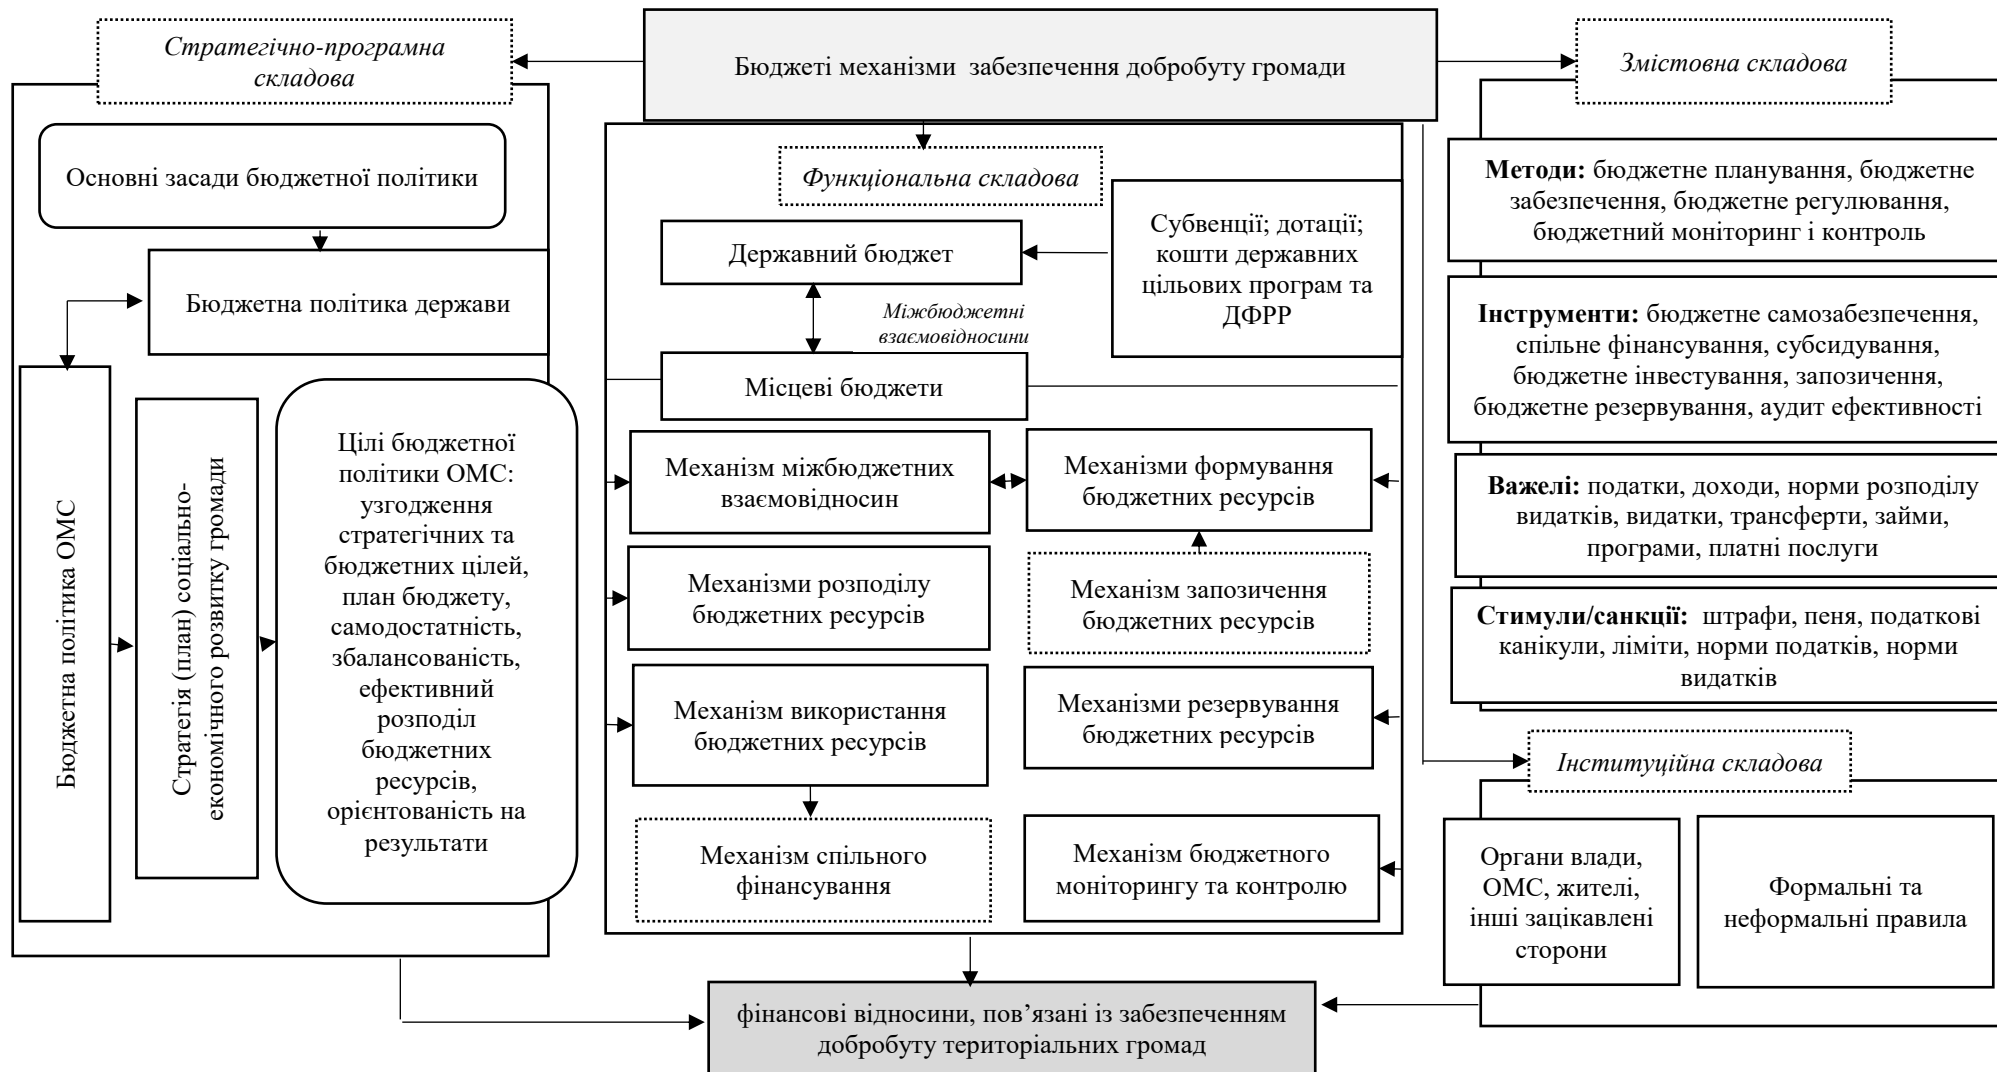 Стратегічно-програмна
складова
Бюджеті механізми забезпечення добробуту громади
Змістовна складова
Основні засади бюджетної політики
Бюджетна політика держави
Бюджетна політика ОМС
Стратегія (план) соціально-
економічного розвитку громади
Цілі бюджетної
політики ОМС:
узгодження
стратегічних та
бюджетних цілей,
план бюджету,
самодостатність,
збалансованість,
ефективний
розподіл
бюджетних
ресурсів,
орієнтованість на
результати
Функціональна складова
Державний бюджет
Субвенції; дотації;
кошти державних
цільових програм та
ДФРР
Міжбюджетні
взаємовідносини
Місцеві бюджети
Механізм міжбюджетних
взаємовідносин
Механізми формування
бюджетних ресурсів
Механізми розподілу
бюджетних ресурсів
Механізм запозичення
бюджетних ресурсів
Механізм використання
бюджетних ресурсів
Механізми резервування
бюджетних ресурсів
Механізм спільного
фінансування
Механізм бюджетного
моніторингу та контролю
Методи: бюджетне планування, бюджетне
забезпечення, бюджетне регулювання,
бюджетний моніторинг і контроль
Інструменти: бюджетне самозабезпечення,
спільне фінансування, субсидування,
бюджетне інвестування, запозичення,
бюджетне резервування, аудит ефективності
Важелі: податки, доходи, норми розподілу
видатків, видатки, трансферти, займи,
програми, платні послуги
Стимули/санкції: штрафи, пеня, податкові
канікули, ліміти, норми податків, норми
видатків
Інституційна складова
Органи влади,
ОМС, жителі,
інші зацікавлені
сторони
Формальні та
неформальні правила
фінансові відносини, пов’язані із забезпеченням
добробуту територіальних громад